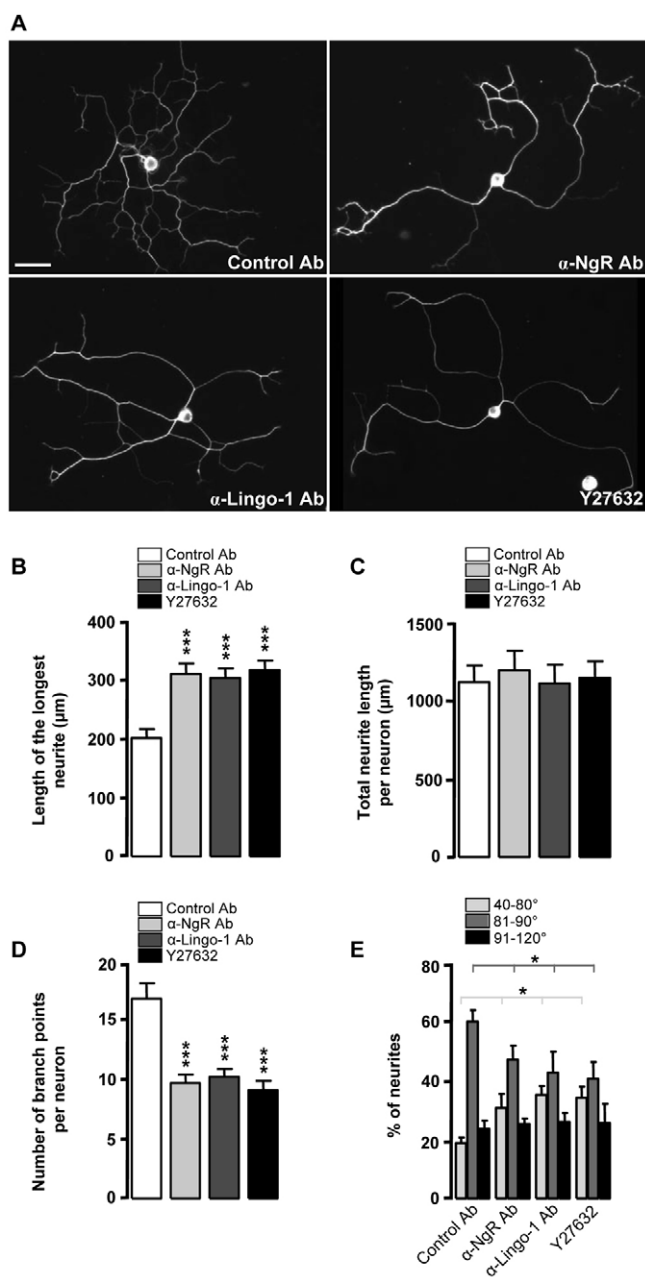 A
Control Ab
α-NgR Ab
α-Lingo-1 Ab
Y27632
B
Control Ab
α-NgR Ab
α-Lingo-1 Ab
Y27632
Length of the longest
neurite (µm)
400
300
200
100
0
***
***
***
C
Control Ab
α-NgR Ab
α-Lingo-1 Ab
Y27632
Total neurite length
per neuron (µm)
1500
1000
500
0
D
Control Ab
α-NgR Ab
α-Lingo-1 Ab
Y27632
Number of branch points
per neuron
20
15
10
5
0
***
***
***
E
40-80°
81-90°
91-120°
% of neurites
80
60
40
20
0
*
*
Control Ab
α-NgR Ab
α-Lingo-1 Ab
Y27632